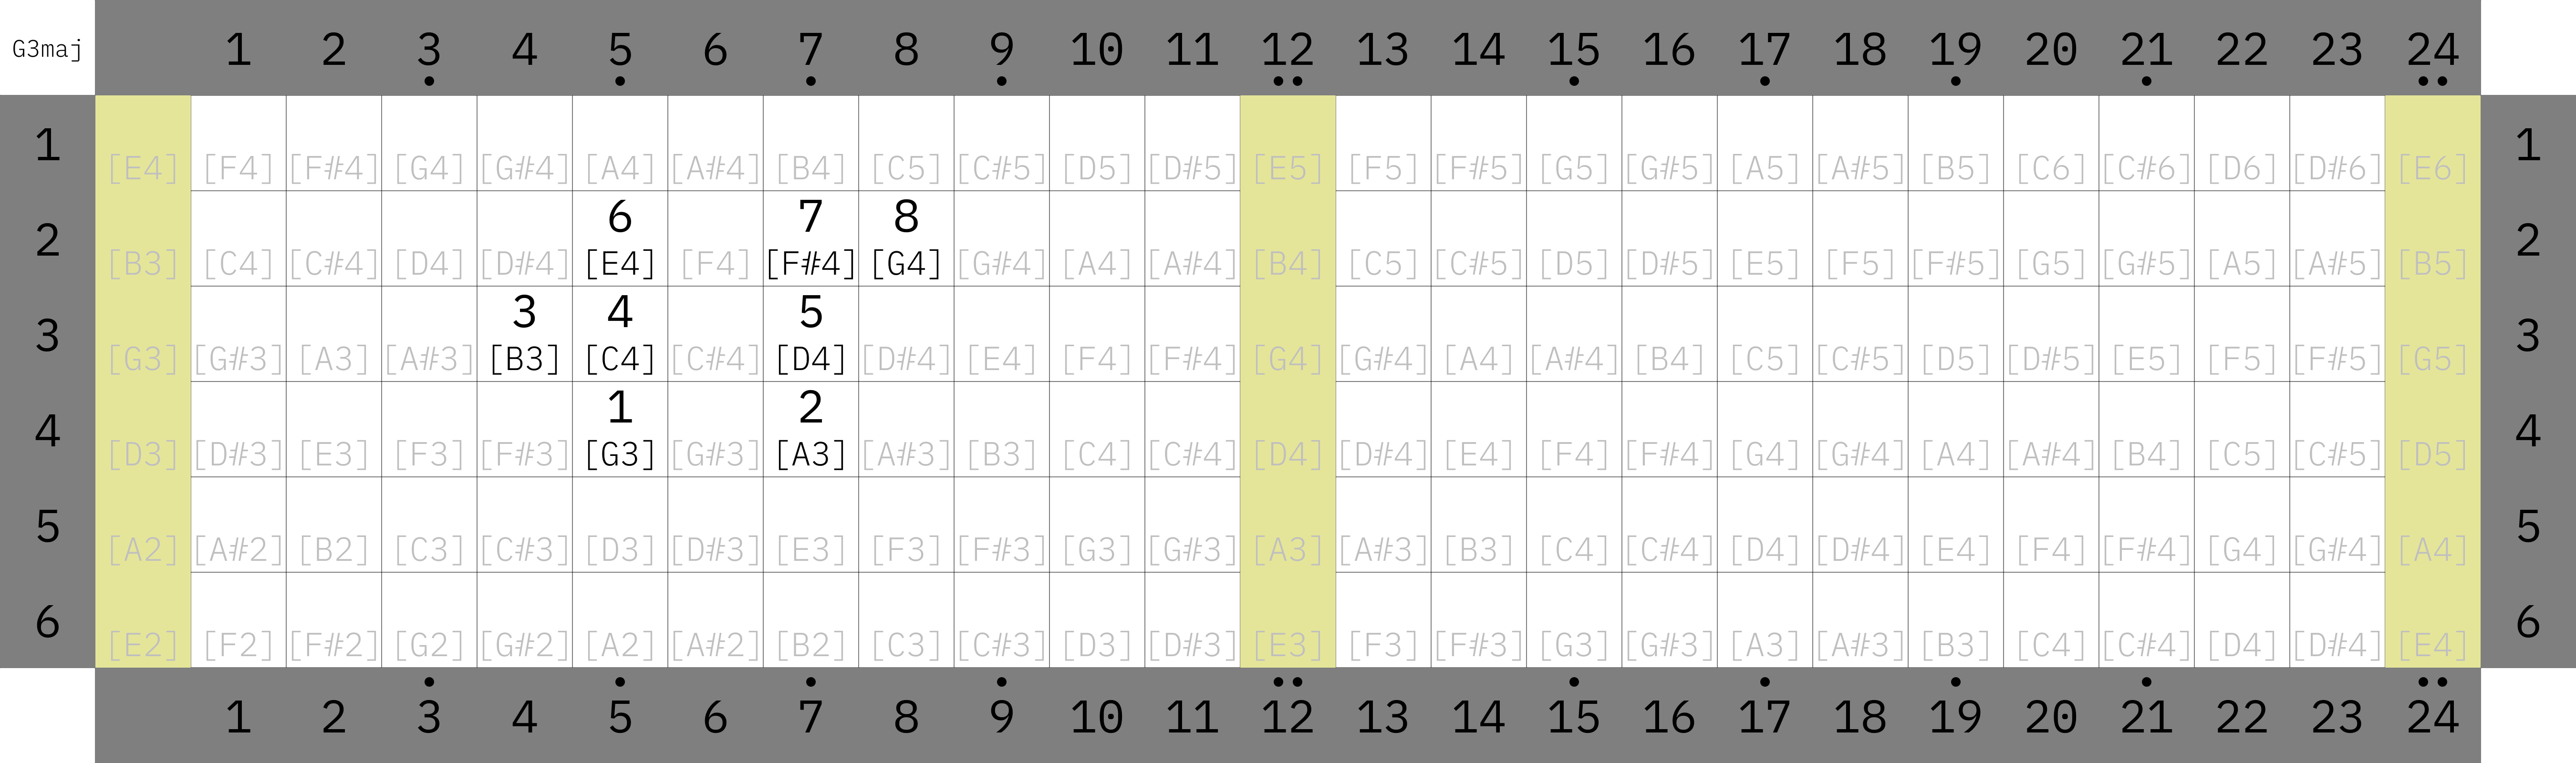 G3maj 1 2 3 4 5 6 7 8 9 10 11 12 13 14 15 16 17 18 19 20 21 22 23 24
1 [E4] [F4] [F#4] [G4] [G#4] [A4] [A#4] [B4] [C5] [C#5] [D5] [D#5] [E5] [F5] [F#5] [G5] [G#5] [A5] [A#5] [B5] [C6] [C#6] [D6] [D#6] [E6] 1
6 7 8
2 [B3] [C4] [C#4] [D4] [D#4] [E4] [F4] [F#4] [G4] [G#4] [A4] [A#4] [B4] [C5] [C#5] [D5] [D#5] [E5] [F5] [F#5] [G5] [G#5] [A5] [A#5] [B5] 2
3 4 5
3 [G3] [G#3] [A3] [A#3] [B3] [C4] [C#4] [D4] [D#4] [E4] [F4] [F#4] [G4] [G#4] [A4] [A#4] [B4] [C5] [C#5] [D5] [D#5] [E5] [F5] [F#5] [G5] 3
1 2
4 [D3] [D#3] [E3] [F3] [F#3] [G3] [G#3] [A3] [A#3] [B3] [C4] [C#4] [D4] [D#4] [E4] [F4] [F#4] [G4] [G#4] [A4] [A#4] [B4] [C5] [C#5] [D5] 4
5 [A2] [A#2] [B2] [C3] [C#3] [D3] [D#3] [E3] [F3] [F#3] [G3] [G#3] [A3] [A#3] [B3] [C4] [C#4] [D4] [D#4] [E4] [F4] [F#4] [G4] [G#4] [A4] 5
6 [E2] [F2] [F#2] [G2] [G#2] [A2] [A#2] [B2] [C3] [C#3] [D3] [D#3] [E3] [F3] [F#3] [G3] [G#3] [A3] [A#3] [B3] [C4] [C#4] [D4] [D#4] [E4] 6
1 2 3 4 5 6 7 8 9 10 11 12 13 14 15 16 17 18 19 20 21 22 23 24